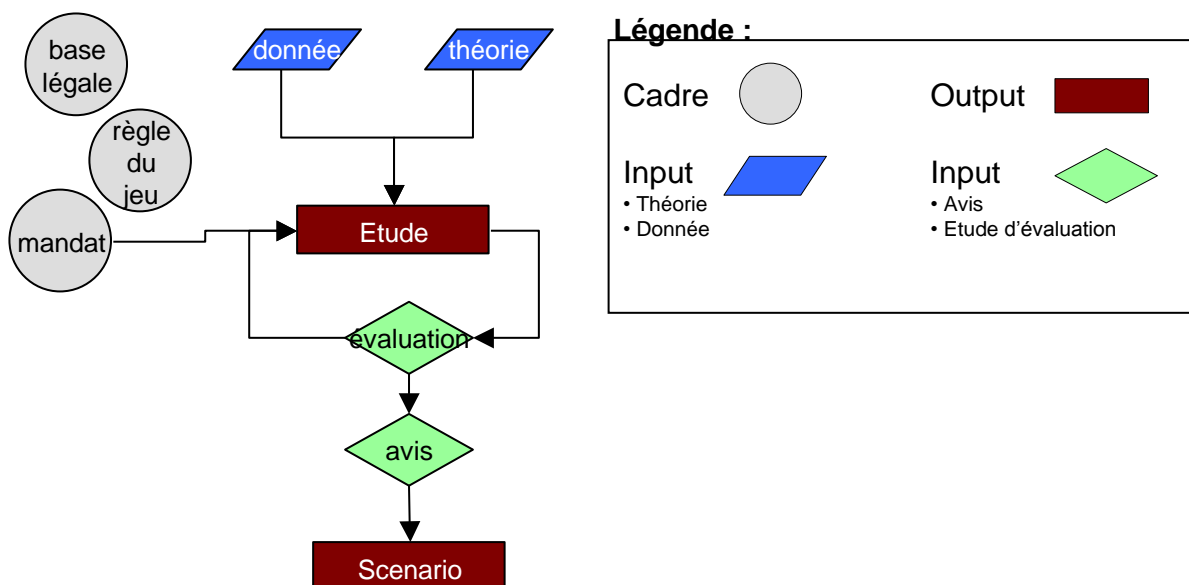 base
légale
donnée
théorie
règle
du
jeu
mandat
Etude
évaluation
avis
Scenario
Légende :
Cadre
Output
Input
• Théorie
• Donnée
Input
• Avis
• Etude d'évaluation